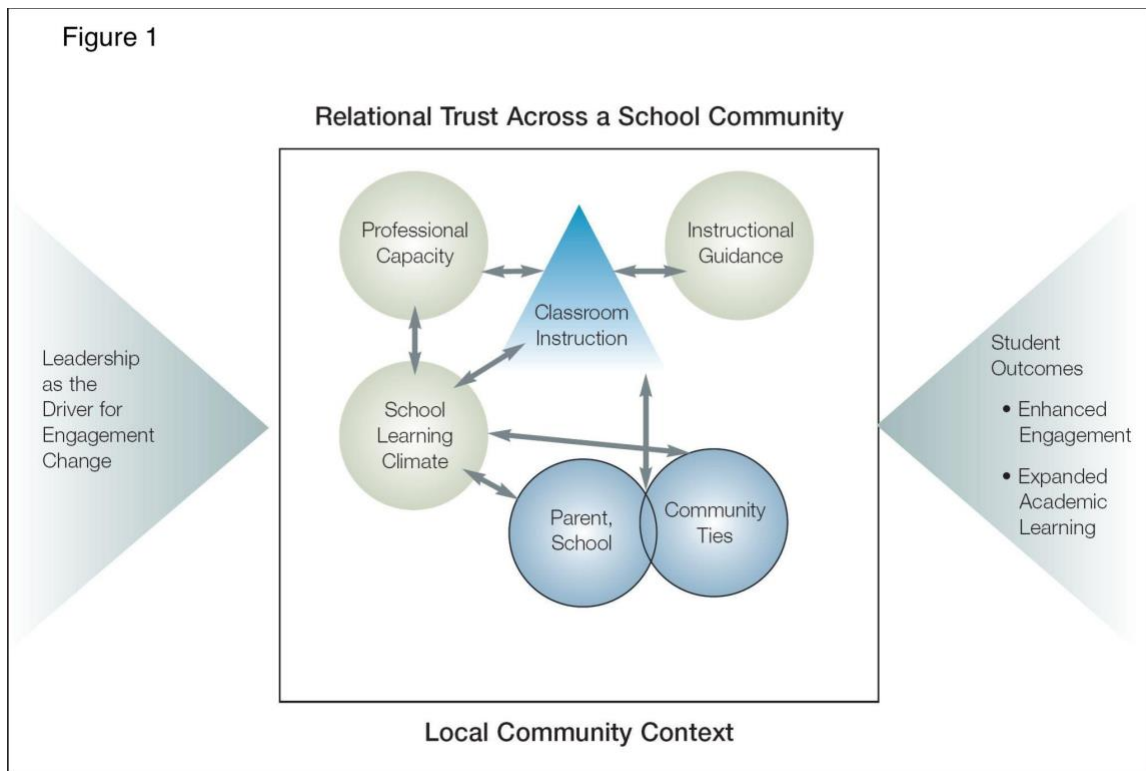 Figure 1
Relational Trust Across a School Community
Professional
Capacity
Instructional
Guidance
Classroom
Instruction
Leadership
as the
Driver for
Engagement
Change
School
Learning
Climate
Parent,
School
Community
Ties
Student
Outcomes
• Enhanced
Engagement
• Expanded
Academic
Learning
Local Community Context